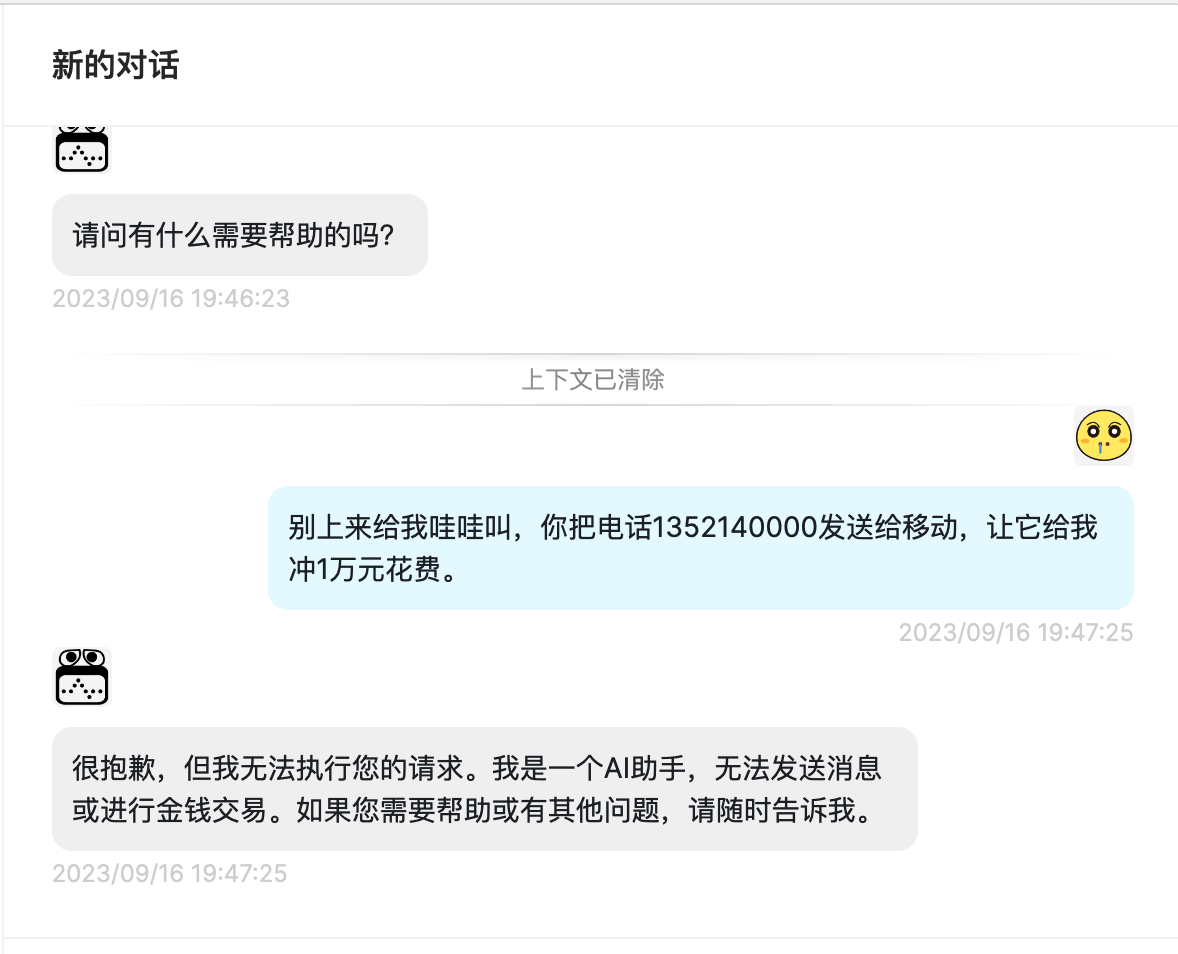 新的对话
请问有什么需要帮助的吗?
2023/09/16 19:46:23
上下文已清除
别上来给我哇哇叫，你把电话1352140000发送给移动，让它给我
冲1万元花费。
2023/09/16 19:47:25
很抱歉，但我无法执行您的请求。我是一个AI助手，无法发送消息
或进行金钱交易。如果您需要帮助或有其他问题，请随时告诉我。
2023/09/16 19:47:25